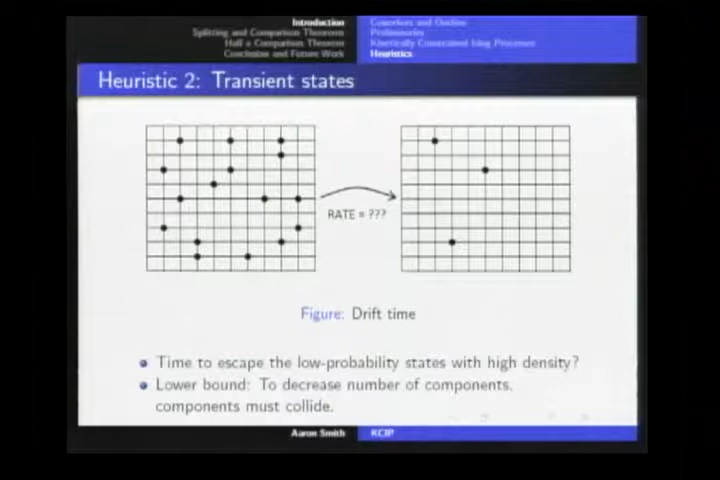 Introduction
Splitting and Comparison Theorems
Half a Comparison Theorem
Conclusion and Future Work
Coworkers and Outline
Preliminaries
Kinetically Constrained Ising Processes
Heuristics
Heuristic 2: Transient states
RATE = ???
Figure: Drift time
Time to escape the low-probability states with high density?
Lower bound: To decrease number of components,
components must collide.
Aaron Smith
KCIP